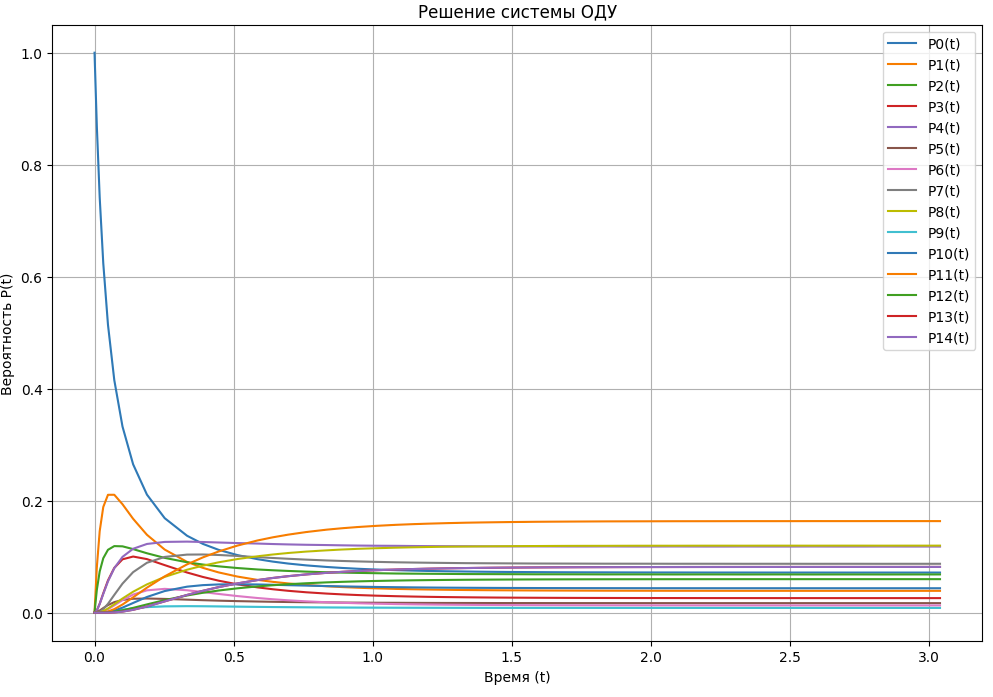 Решение системы ОДУ
Вероятность P(t)
1.0
0.8
0.6
0.4
0.2
0.0
P0(t)
P1(t)
P2(t)
P3(t)
P4(t)
P5(t)
P6(t)
P7(t)
P8(t)
P9(t)
P10(t)
P11(t)
P12(t)
P13(t)
P14(t)
0.0 0.5 1.0 1.5 2.0 2.5 3.0
Время (t)